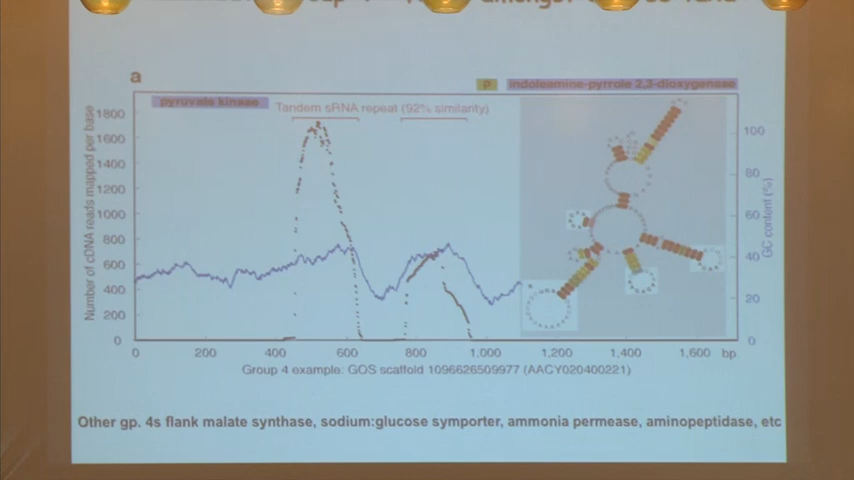 amongst
a
P indoleamine-pyrrole 2,3-dioxygenase
pyruvate kinase
Tandem sRNA repeat (92% similarity)
Number of cDNA reads mapped per base
1800
1600
1400
1200
1000
800
600
400
200
0
100
80
60
40
20
0
GC content (%)
0 200 400 600 800 1,000 1,200 1,400 1,600 bp
Group 4 example: GOS scaffold 1096626509977 (AACY020400221)
Other gp. 4s flank malate synthase, sodium:glucose symporter, ammonia permease, aminopeptidase, etc